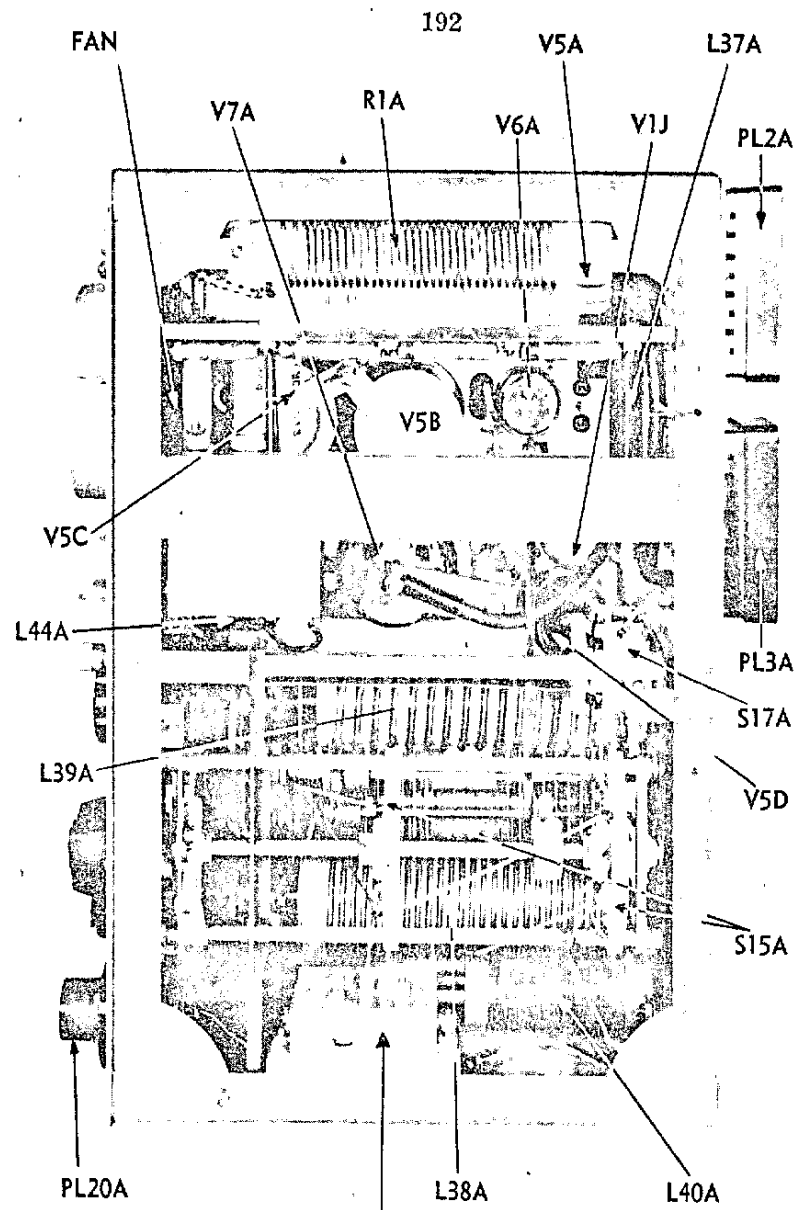 192
FAN
V5A
L37A
V7A
R1A
V6A
V1J
PL2A
V5B
V5C
L44A
PL3A
S17A
L39A
V5D
S15A
PL20A
L38A
L40A